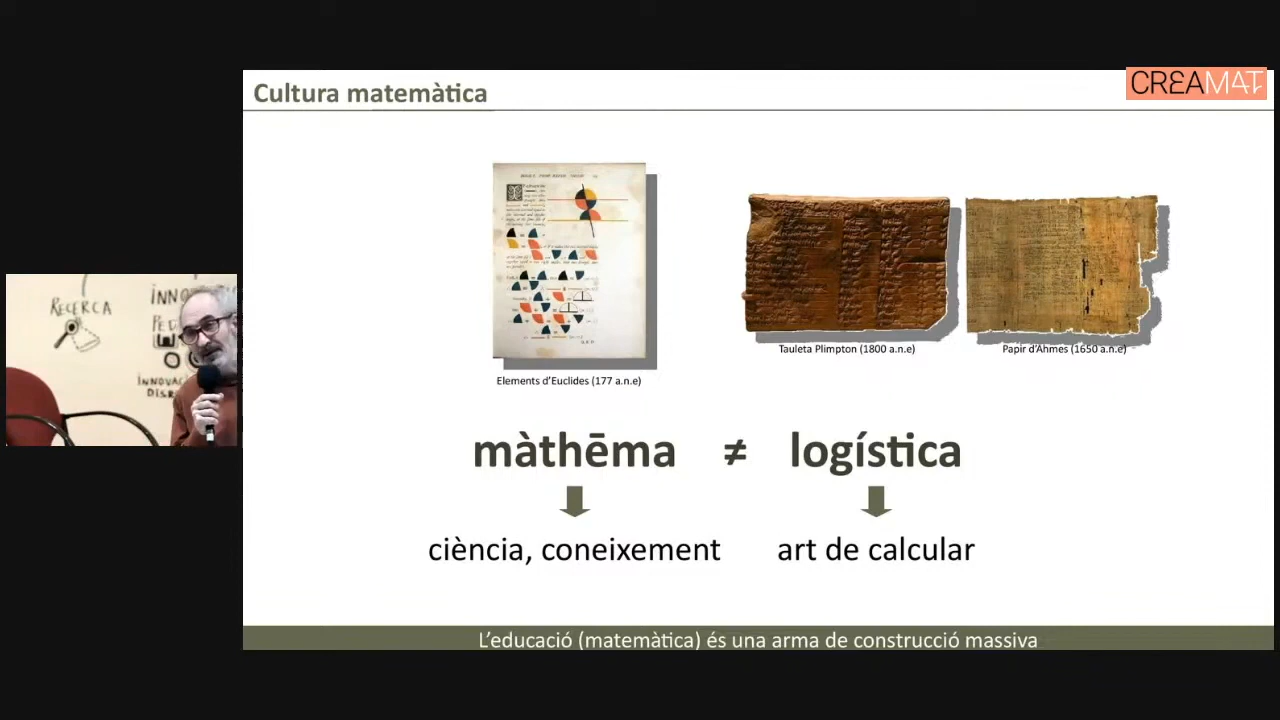 Cultura matemàtica
CREAMAT
Elements d'Euclides (177 a.n.e)
Tauleta Plimpton (1800 a.n.e)
Papir d'Ahmes (1650 a.n.e)
màthēma ≠ logística
ciència, coneixement
art de calcular
L'educació (matemàtica) és una arma de construcció massiva
RECERCA